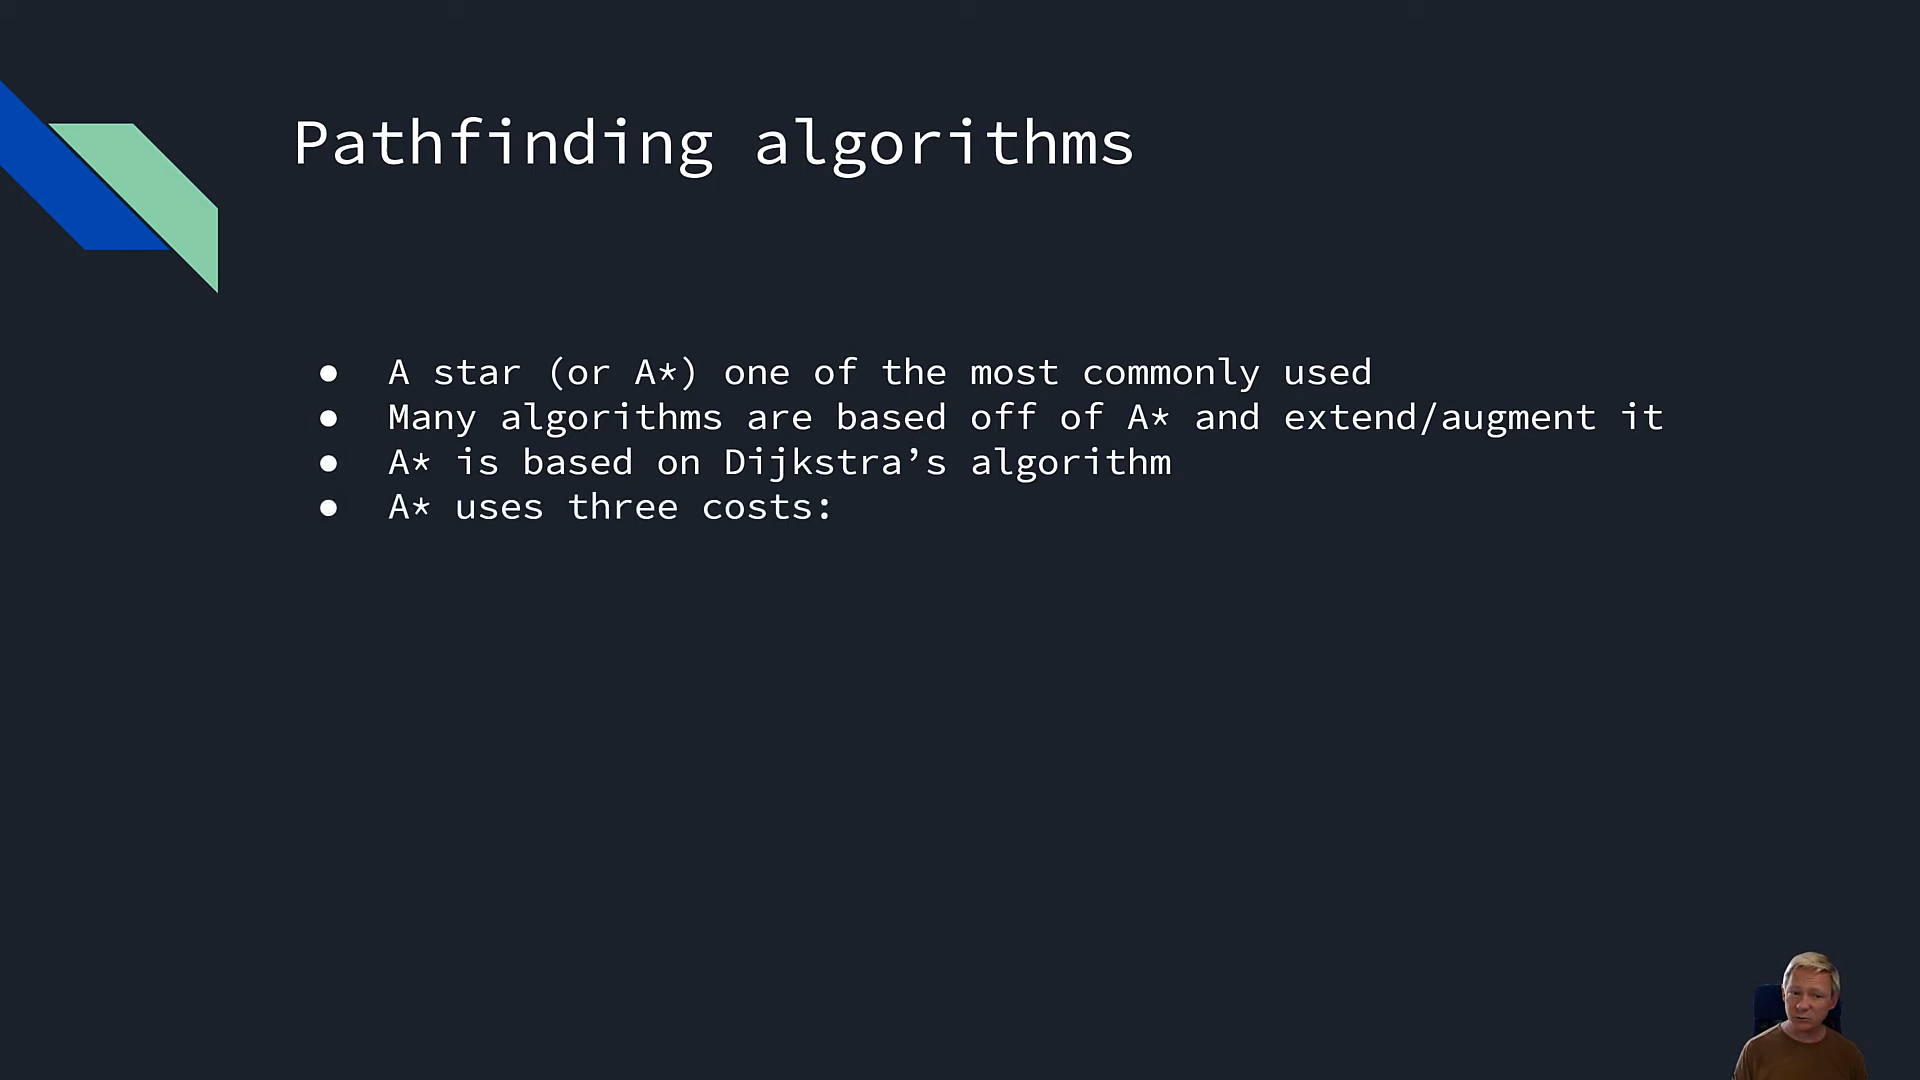 Pathfinding algorithms
● A star (or A*) one of the most commonly used
● Many algorithms are based off of A* and extend/augment it
● A* is based on Dijkstra’s algorithm
● A* uses three costs: